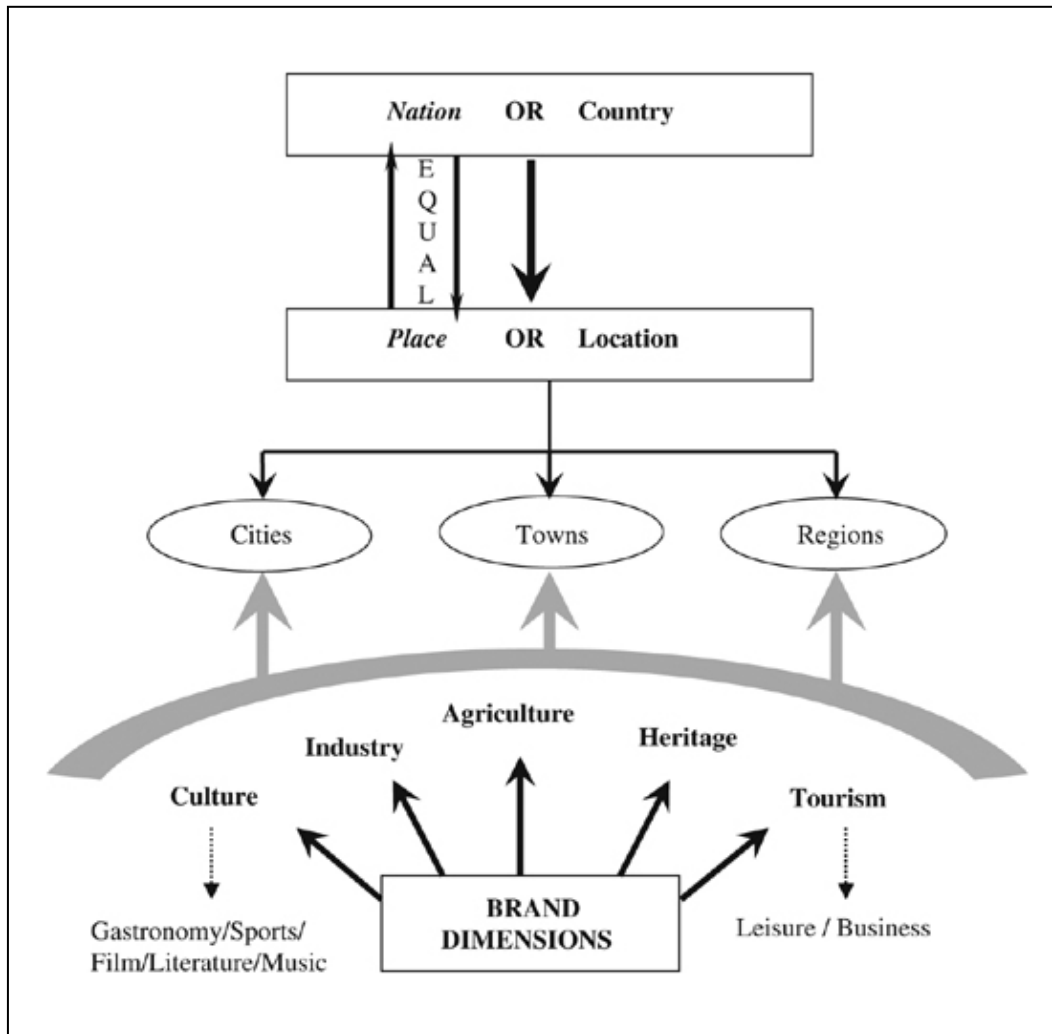 Nation OR Country
EQUAL
Place OR Location
Cities
Towns
Regions
Agriculture
Industry
Heritage
Culture
Tourism
BRAND
DIMENSIONS
Gastronomy/Sports/
Film/Literature/Music
Leisure / Business